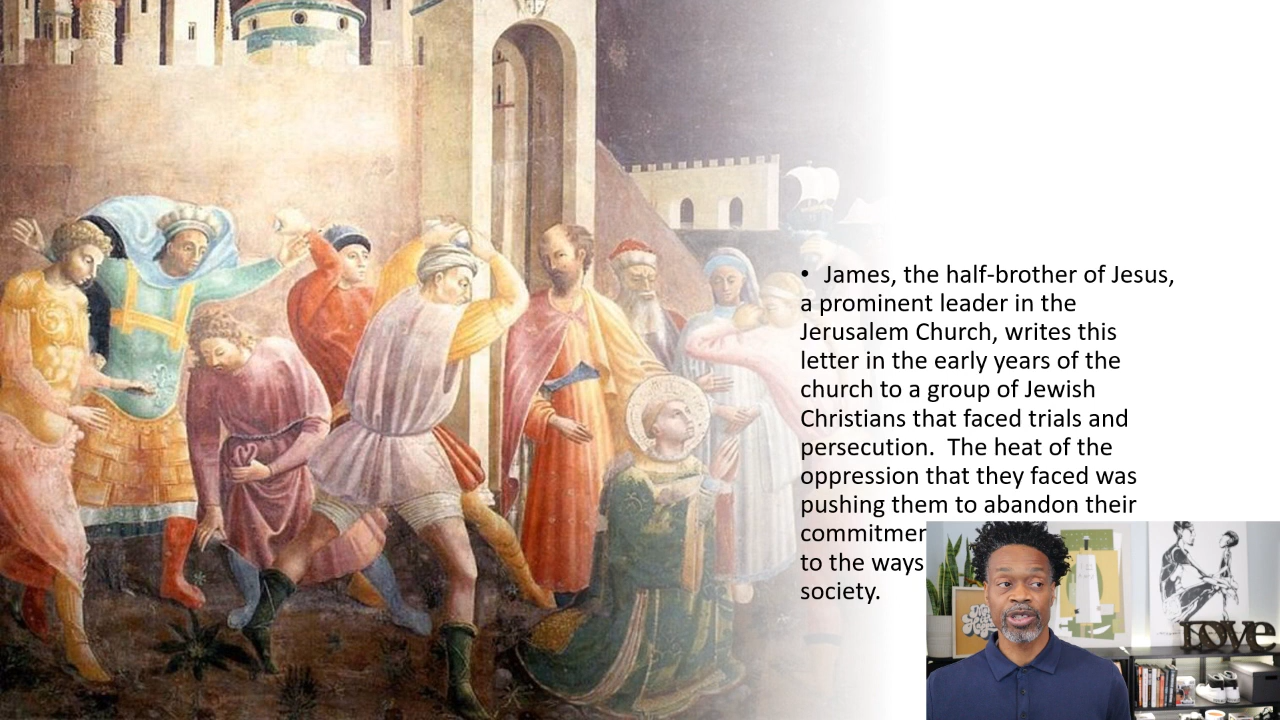 • James, the half-brother of Jesus,
a prominent leader in the
Jerusalem Church, writes this
letter in the early years of the
church to a group of Jewish
Christians that faced trials and
persecution.  The heat of the
oppression that they faced was
pushing them to abandon their
to the ways
society.
love